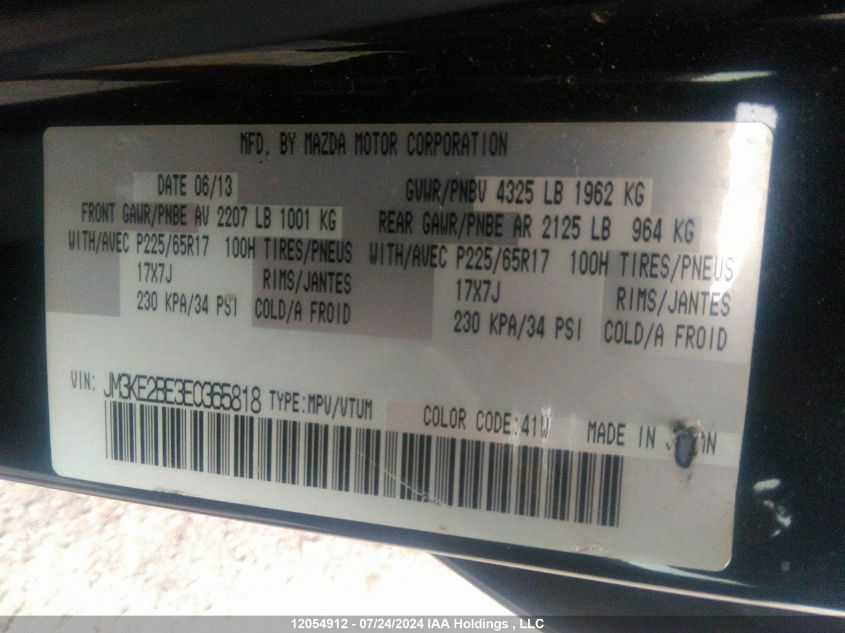 MFD. BY MAZDA MOTOR CORPORATION
DATE 06/13 GVWR/PNBV 4325 LB 1962 KG
FRONT GAWR/PNBE AV 2207 LB 1001 KG REAR GAWR/PNBE AR 2125 LB 964 KG
WITH/AVEC P225/65R17 100H TIRES/PNEUS WITH/AVEC P225/65R17 100H TIRES/PNEUS
17X7J RIMS/JANTES 17X7J RIMS/JANTES
230 KPA/34 PSI COLD/A FROID 230 KPA/34 PSI COLD/A FROID
VIN: JM3KE2BE3E0365818 TYPE:MPV/VTUM COLOR CODE:41W MADE IN
12054912 - 07/24/2024 IAA Holdings , LLC